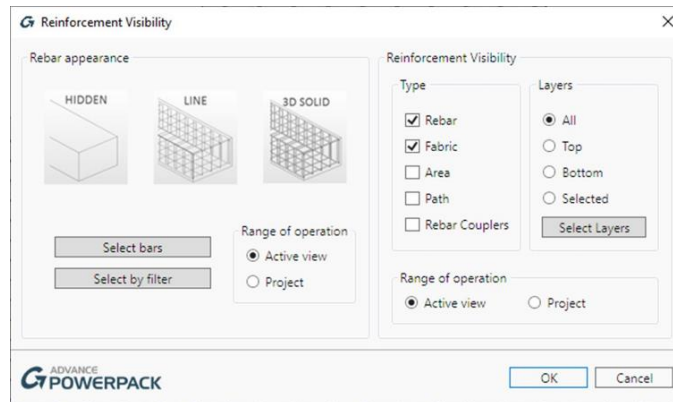 Reinforcement Visibility
Rebar appearance
HIDDEN
LINE
3D SOLID
Select bars
Select by filter
Range of operation
Active view
Project
Reinforcement Visibility
Type
Rebar
Fabric
Area
Path
Rebar Couplers
Layers
All
Top
Bottom
Selected
Select Layers
Range of operation
Active view
Project
ADVANCE
POWERPACK
OK
Cancel